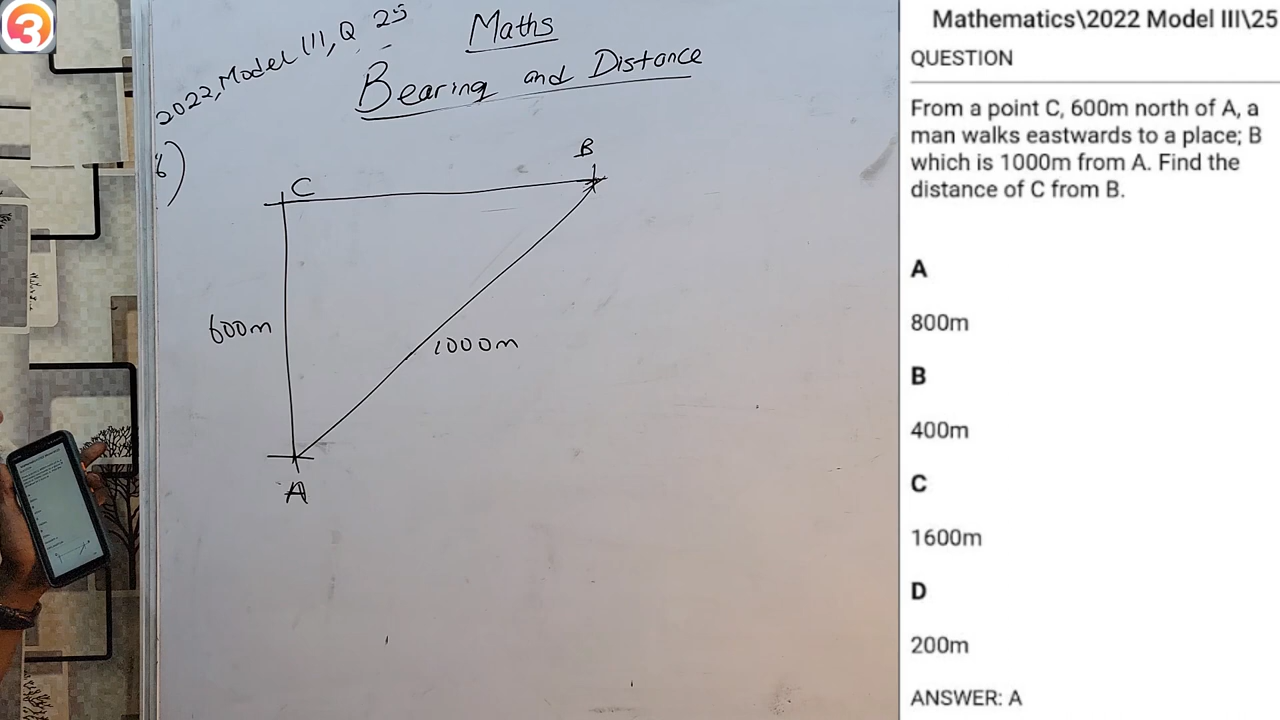 3
2022, Model III, Q 25
Maths
Bearing and Distance
6)
C
B
600m
1000m
A
Mathematics\2022 Model III\25
QUESTION
From a point C, 600m north of A, a
man walks eastwards to a place; B
which is 1000m from A. Find the
distance of C from B.
A
800m
B
400m
C
1600m
D
200m
ANSWER: A